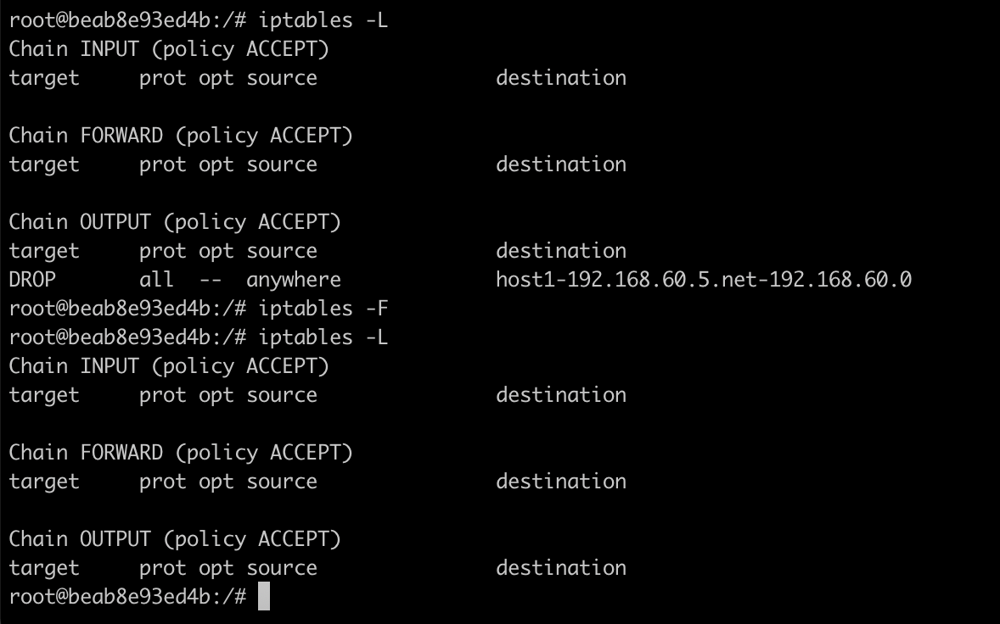 root@beab8e93ed4b:/# iptables -L
Chain INPUT (policy ACCEPT)
target     prot opt source               destination

Chain FORWARD (policy ACCEPT)
target     prot opt source               destination

Chain OUTPUT (policy ACCEPT)
target     prot opt source               destination
DROP       all  --  anywhere             host1-192.168.60.5.net-192.168.60.0
root@beab8e93ed4b:/# iptables -F
root@beab8e93ed4b:/# iptables -L
Chain INPUT (policy ACCEPT)
target     prot opt source               destination

Chain FORWARD (policy ACCEPT)
target     prot opt source               destination

Chain OUTPUT (policy ACCEPT)
target     prot opt source               destination
root@beab8e93ed4b:/#